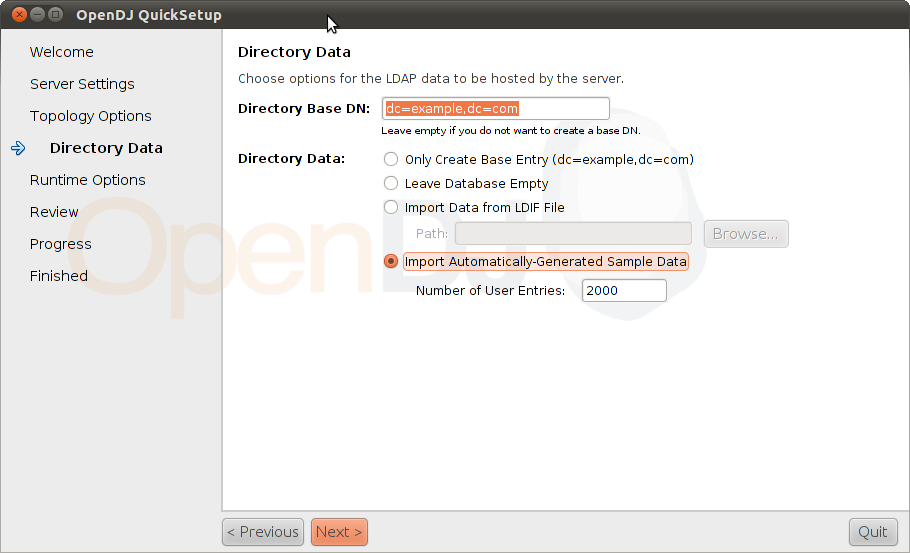 OpenDJ QuickSetup
Welcome
Server Settings
Topology Options
Directory Data
Runtime Options
Review
Progress
Finished
Directory Data
Choose options for the LDAP data to be hosted by the server.
Directory Base DN: dc=example,dc=com
Leave empty if you do not want to create a base DN.
Directory Data: Only Create Base Entry (dc=example,dc=com)
Leave Database Empty
Import Data from LDIF File
Path: Browse...
Import Automatically-Generated Sample Data
Number of User Entries: 2000
OpenDJ
< Previous Next > Quit